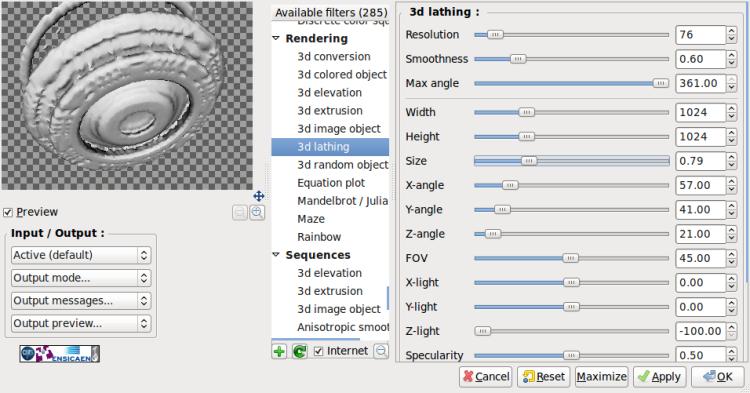 Available filters (285)
Rendering
3d conversion
3d colored object
3d elevation
3d extrusion
3d image object
3d lathing
3d random object
Equation plot
Mandelbrot / Julia
Maze
Rainbow
Sequences
3d elevation
3d extrusion
3d image object
Anisotropic smoot
Internet
Preview
Input / Output :
Active (default)
Output mode...
Output messages...
Output preview...
ENSICAEN
3d lathing :
Resolution 76
Smoothness 0.60
Max angle 361.00
Width 1024
Height 1024
Size 0.79
X-angle 57.00
Y-angle 41.00
Z-angle 21.00
FOV 45.00
X-light 0.00
Y-light 0.00
Z-light -100.00
Specularity 0.50
Cancel Reset Maximize Apply OK